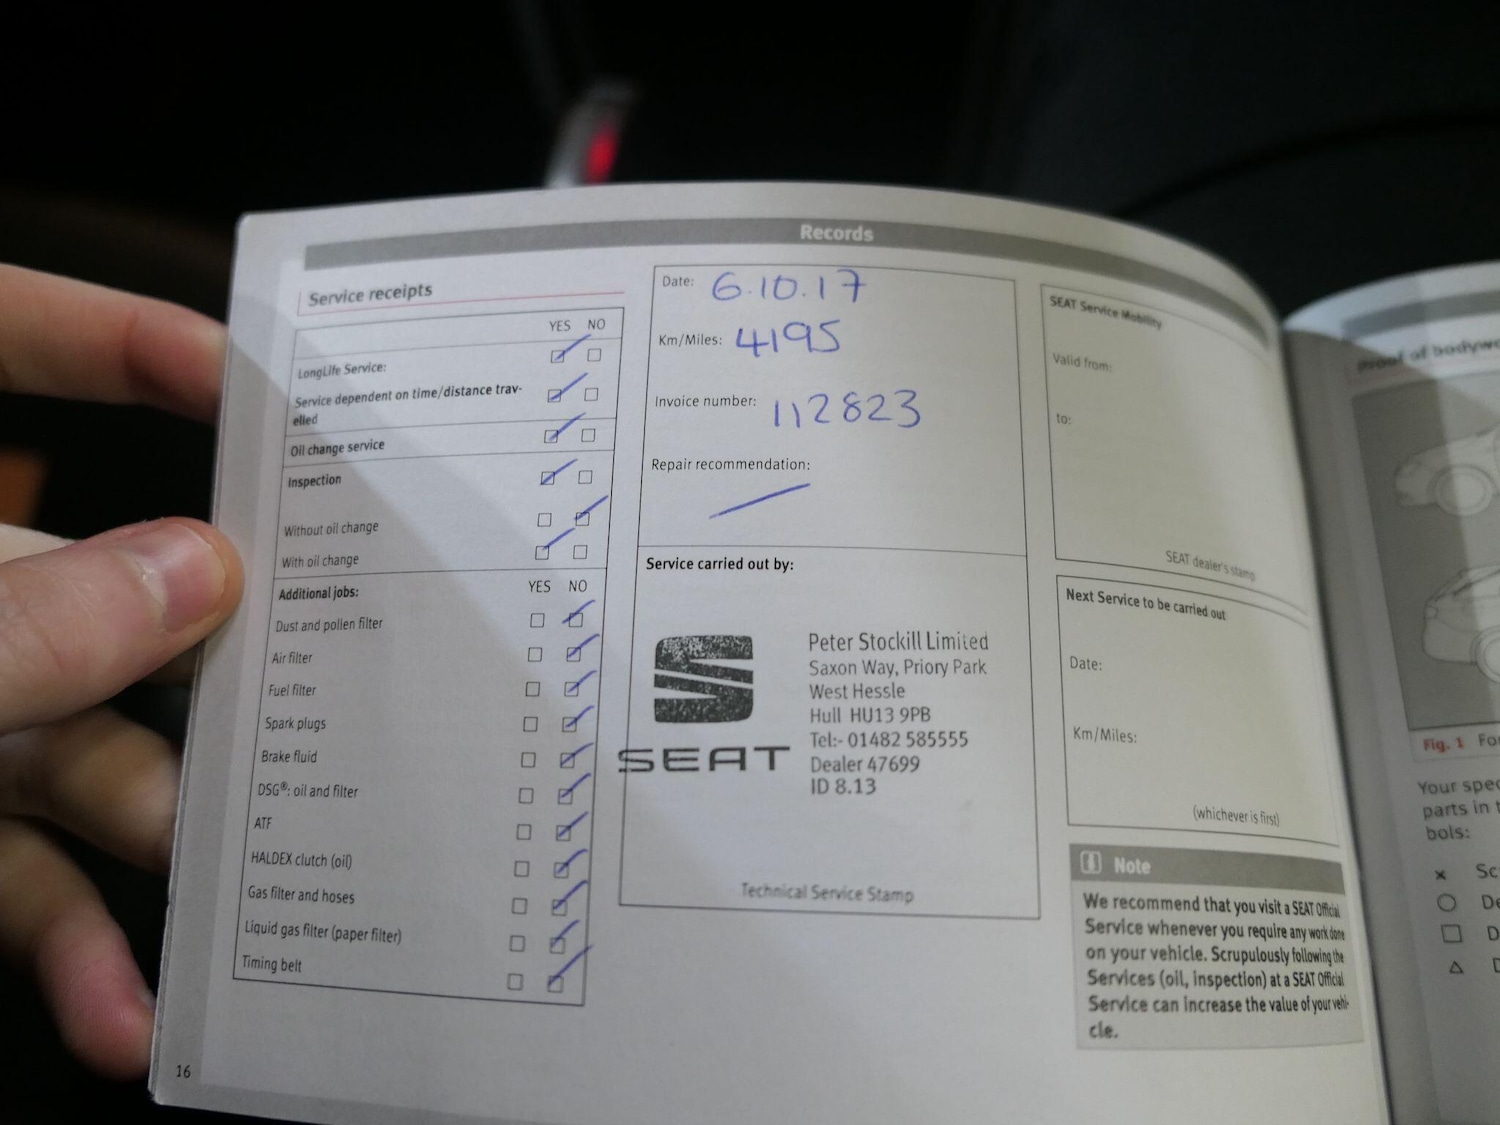 Records
Service receipts
YES NO
LongLife Service:
Service dependent on time/distance trav-
elled
Oil change service
Inspection
Without oil change
With oil change
Additional jobs: YES NO
Dust and pollen filter
Air filter
Fuel filter
Spark plugs
Brake fluid
DSG®: oil and filter
ATF
HALDEX clutch (oil)
Gas filter and hoses
Liquid gas filter (paper filter)
Timing belt
16
Date: 6.10.17
Km/Miles: 4195
Invoice number: 112823
Repair recommendation:
Service carried out by:
SEAT
Peter Stockill Limited
Saxon Way, Priory Park
West Hessle
Hull HU13 9PB
Tel:- 01482 585555
Dealer 47699
ID 8.13
Technical Service Stamp
SEAT Service Mobility
Valid from:
to:
SEAT dealer's stamp
Next Service to be carried out
Date:
Km/Miles:
(whichever is first)
Note
We recommend that you visit a SEAT Official
Service whenever you require any work done
on your vehicle. Scrupulously following the
Services (oil, inspection) at a SEAT Official
Service can increase the value of your vehi-
cle.
Proof of
Fig. 1
Your
parts in
bols: